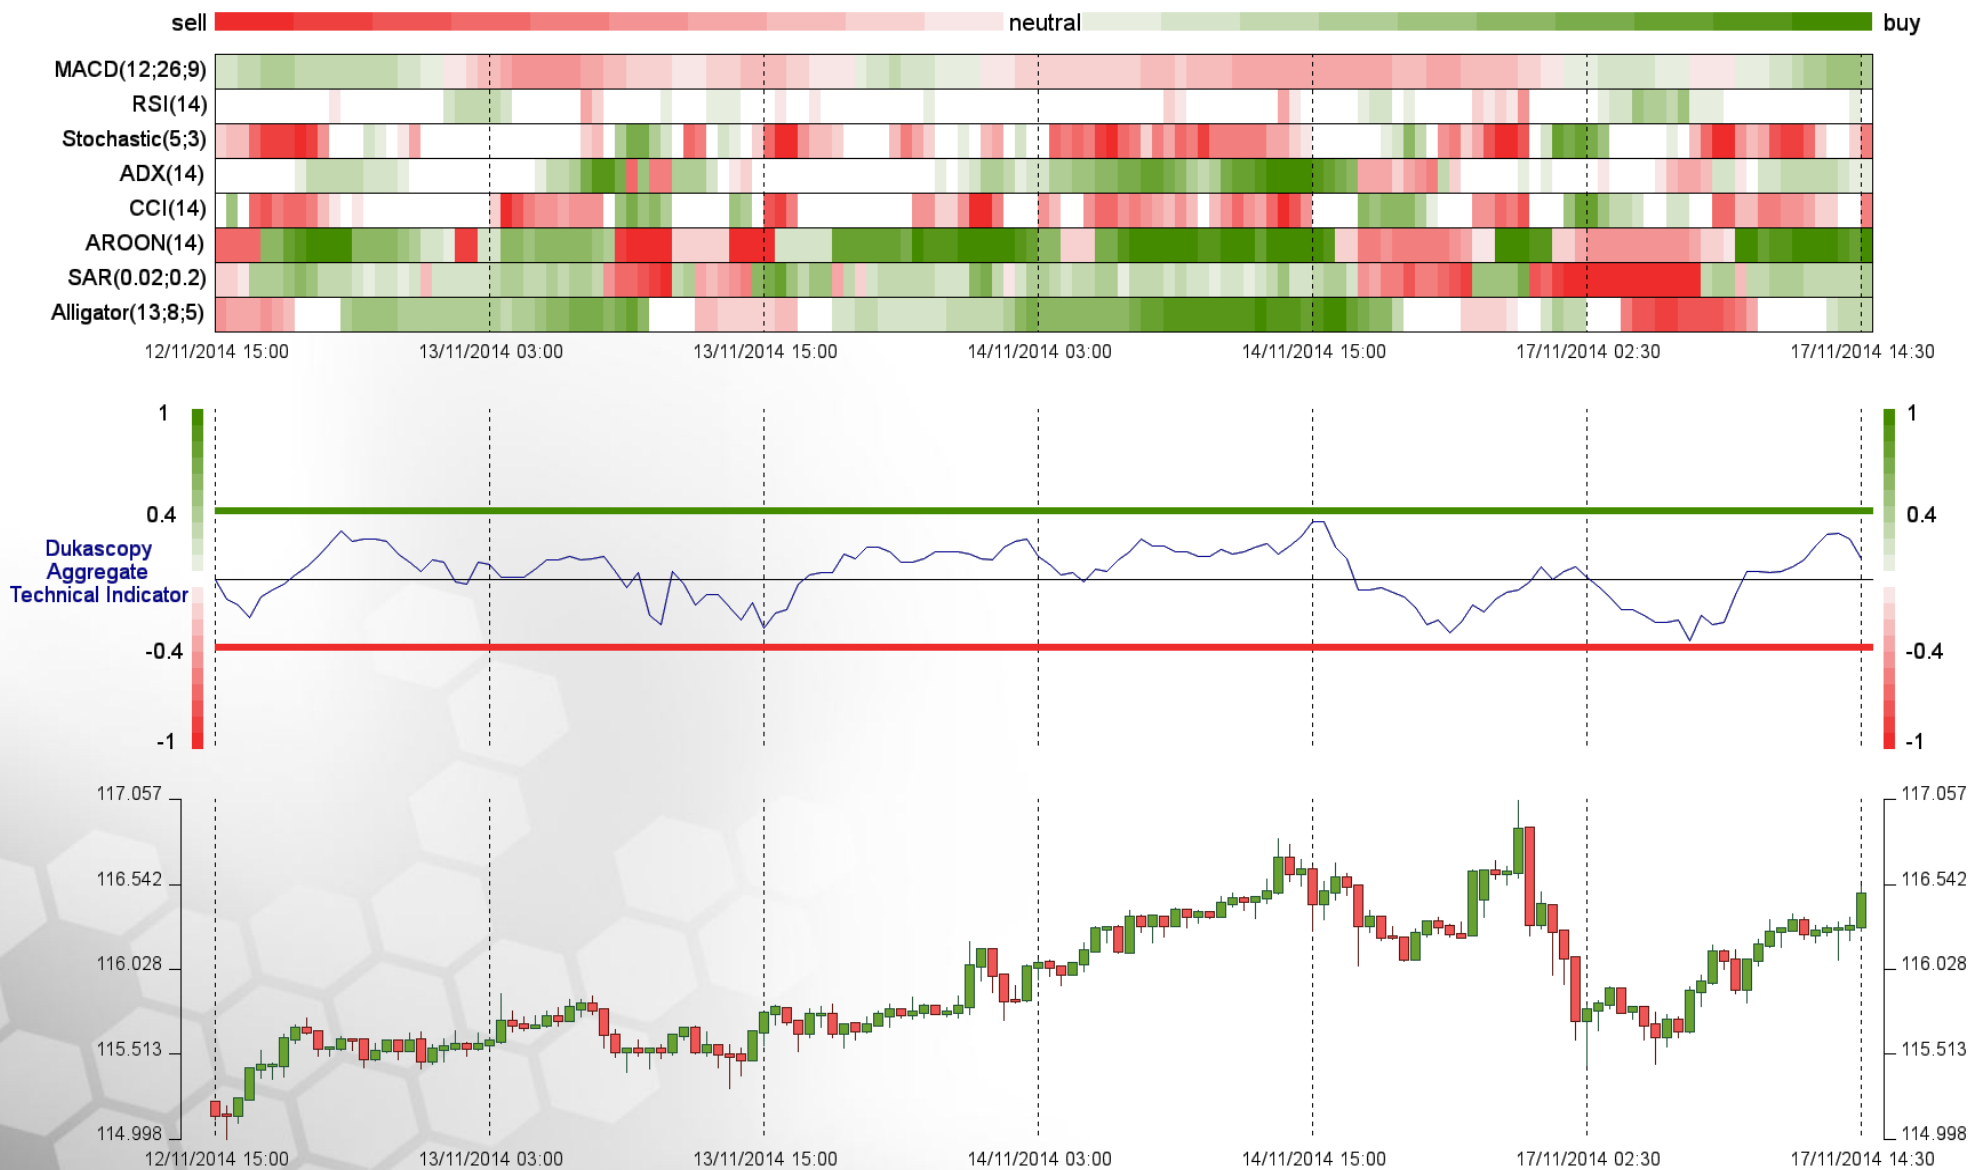 sell neutral buy
MACD(12;26;9)
RSI(14)
Stochastic(5;3)
ADX(14)
CCI(14)
AROON(14)
SAR(0.02;0.2)
Alligator(13;8;5)
12/11/2014 15:00 13/11/2014 03:00 13/11/2014 15:00 14/11/2014 03:00 14/11/2014 15:00 17/11/2014 02:30 17/11/2014 14:30
1 1
0.4 0.4
Dukascopy
Aggregate
Technical Indicator
-0.4 -0.4
-1 -1
117.057 117.057
116.542 116.542
116.028 116.028
115.513 115.513
114.998 114.998
12/11/2014 15:00 13/11/2014 03:00 13/11/2014 15:00 14/11/2014 03:00 14/11/2014 15:00 17/11/2014 02:30 17/11/2014 14:30